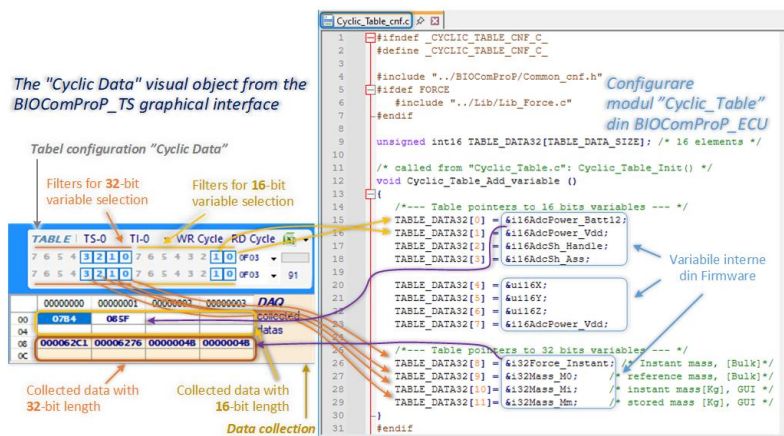 The "Cyclic Data" visual object from the
BIOComProP_TS graphical interface
Tabel configuration "Cyclic Data"
Filters for 32-bit
variable selection
Filters for 16-bit
variable selection
TABLE TS-0 TI-0 WR Cycle RD Cycle
7 6 5 4 3 2 1 0 7 6 5 4 3 2 1 0 0F03
7 6 5 4 3 2 1 0 7 6 5 4 3 2 1 0 0F03 91
00000000 00000001 00000002 00000003 DAQ
00 07B4 085F collected
04 datas
08 000062C1 00006276 0000004B 0000004B
0C
Collected data with
32-bit length
Collected data with
16-bit length
Data collection
Cyclic_Table_cnf.c
1 #ifndef _CYCLIC_TABLE_CNF_C_
2 #define _CYCLIC_TABLE_CNF_C_
3
4 #include "../BIOComProP/Common_cnf.h"
5 #ifdef FORCE
6 #include "../Lib/Lib_Force.c"
7 #endif
8
9 unsigned int16 TABLE_DATA32[TABLE_DATA_SIZE]; /* 16 elements */
10
11 /* called from "Cyclic_Table.c": Cyclic_Table_Init() */
12 void Cyclic_Table_Add_variable ()
13 {
14 /*--- Table pointers to 16 bits variables --- */
15 TABLE_DATA32[0] = &i16AdcPower_Batt12;
16 TABLE_DATA32[1] = &i16AdcPower_Vdd;
17 TABLE_DATA32[2] = &i16AdcSh_Handle;
18 TABLE_DATA32[3] = &i16AdcSh_Ass;
19
20 TABLE_DATA32[4] = &ui16X;
21 TABLE_DATA32[5] = &ui16Y;
22 TABLE_DATA32[6] = &ui16Z;
23 TABLE_DATA32[7] = &ui16AdcPower_Vdd;
24
25 /*--- Table pointers to 32 bits variables --- */
26 TABLE_DATA32[8] = &i32Force_Instant; /* Instant mass, [Bulk]*/
27 TABLE_DATA32[9] = &i32Mass_M0; /* reference mass, [Bulk]*/
28 TABLE_DATA32[10]= &i32Mass_Mi; /* instant mass[Kg], GUI */
29 TABLE_DATA32[11]= &i32Mass_Mm; /* stored mass [Kg], GUI */
30 }
31 #endif
Configurare
modul "Cyclic_Table"
din BIOComProP_ECU
Variabile interne
din Firmware